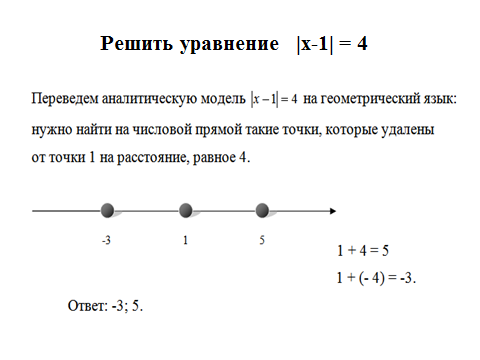 Решить уравнение |x-1| = 4
Переведем аналитическую модель |x − 1| = 4 на геометрический язык:
нужно найти на числовой прямой такие точки, которые удалены
от точки 1 на расстояние, равное 4.
-3 1 5
1 + 4 = 5
1 + (- 4) = -3.
Ответ: -3; 5.